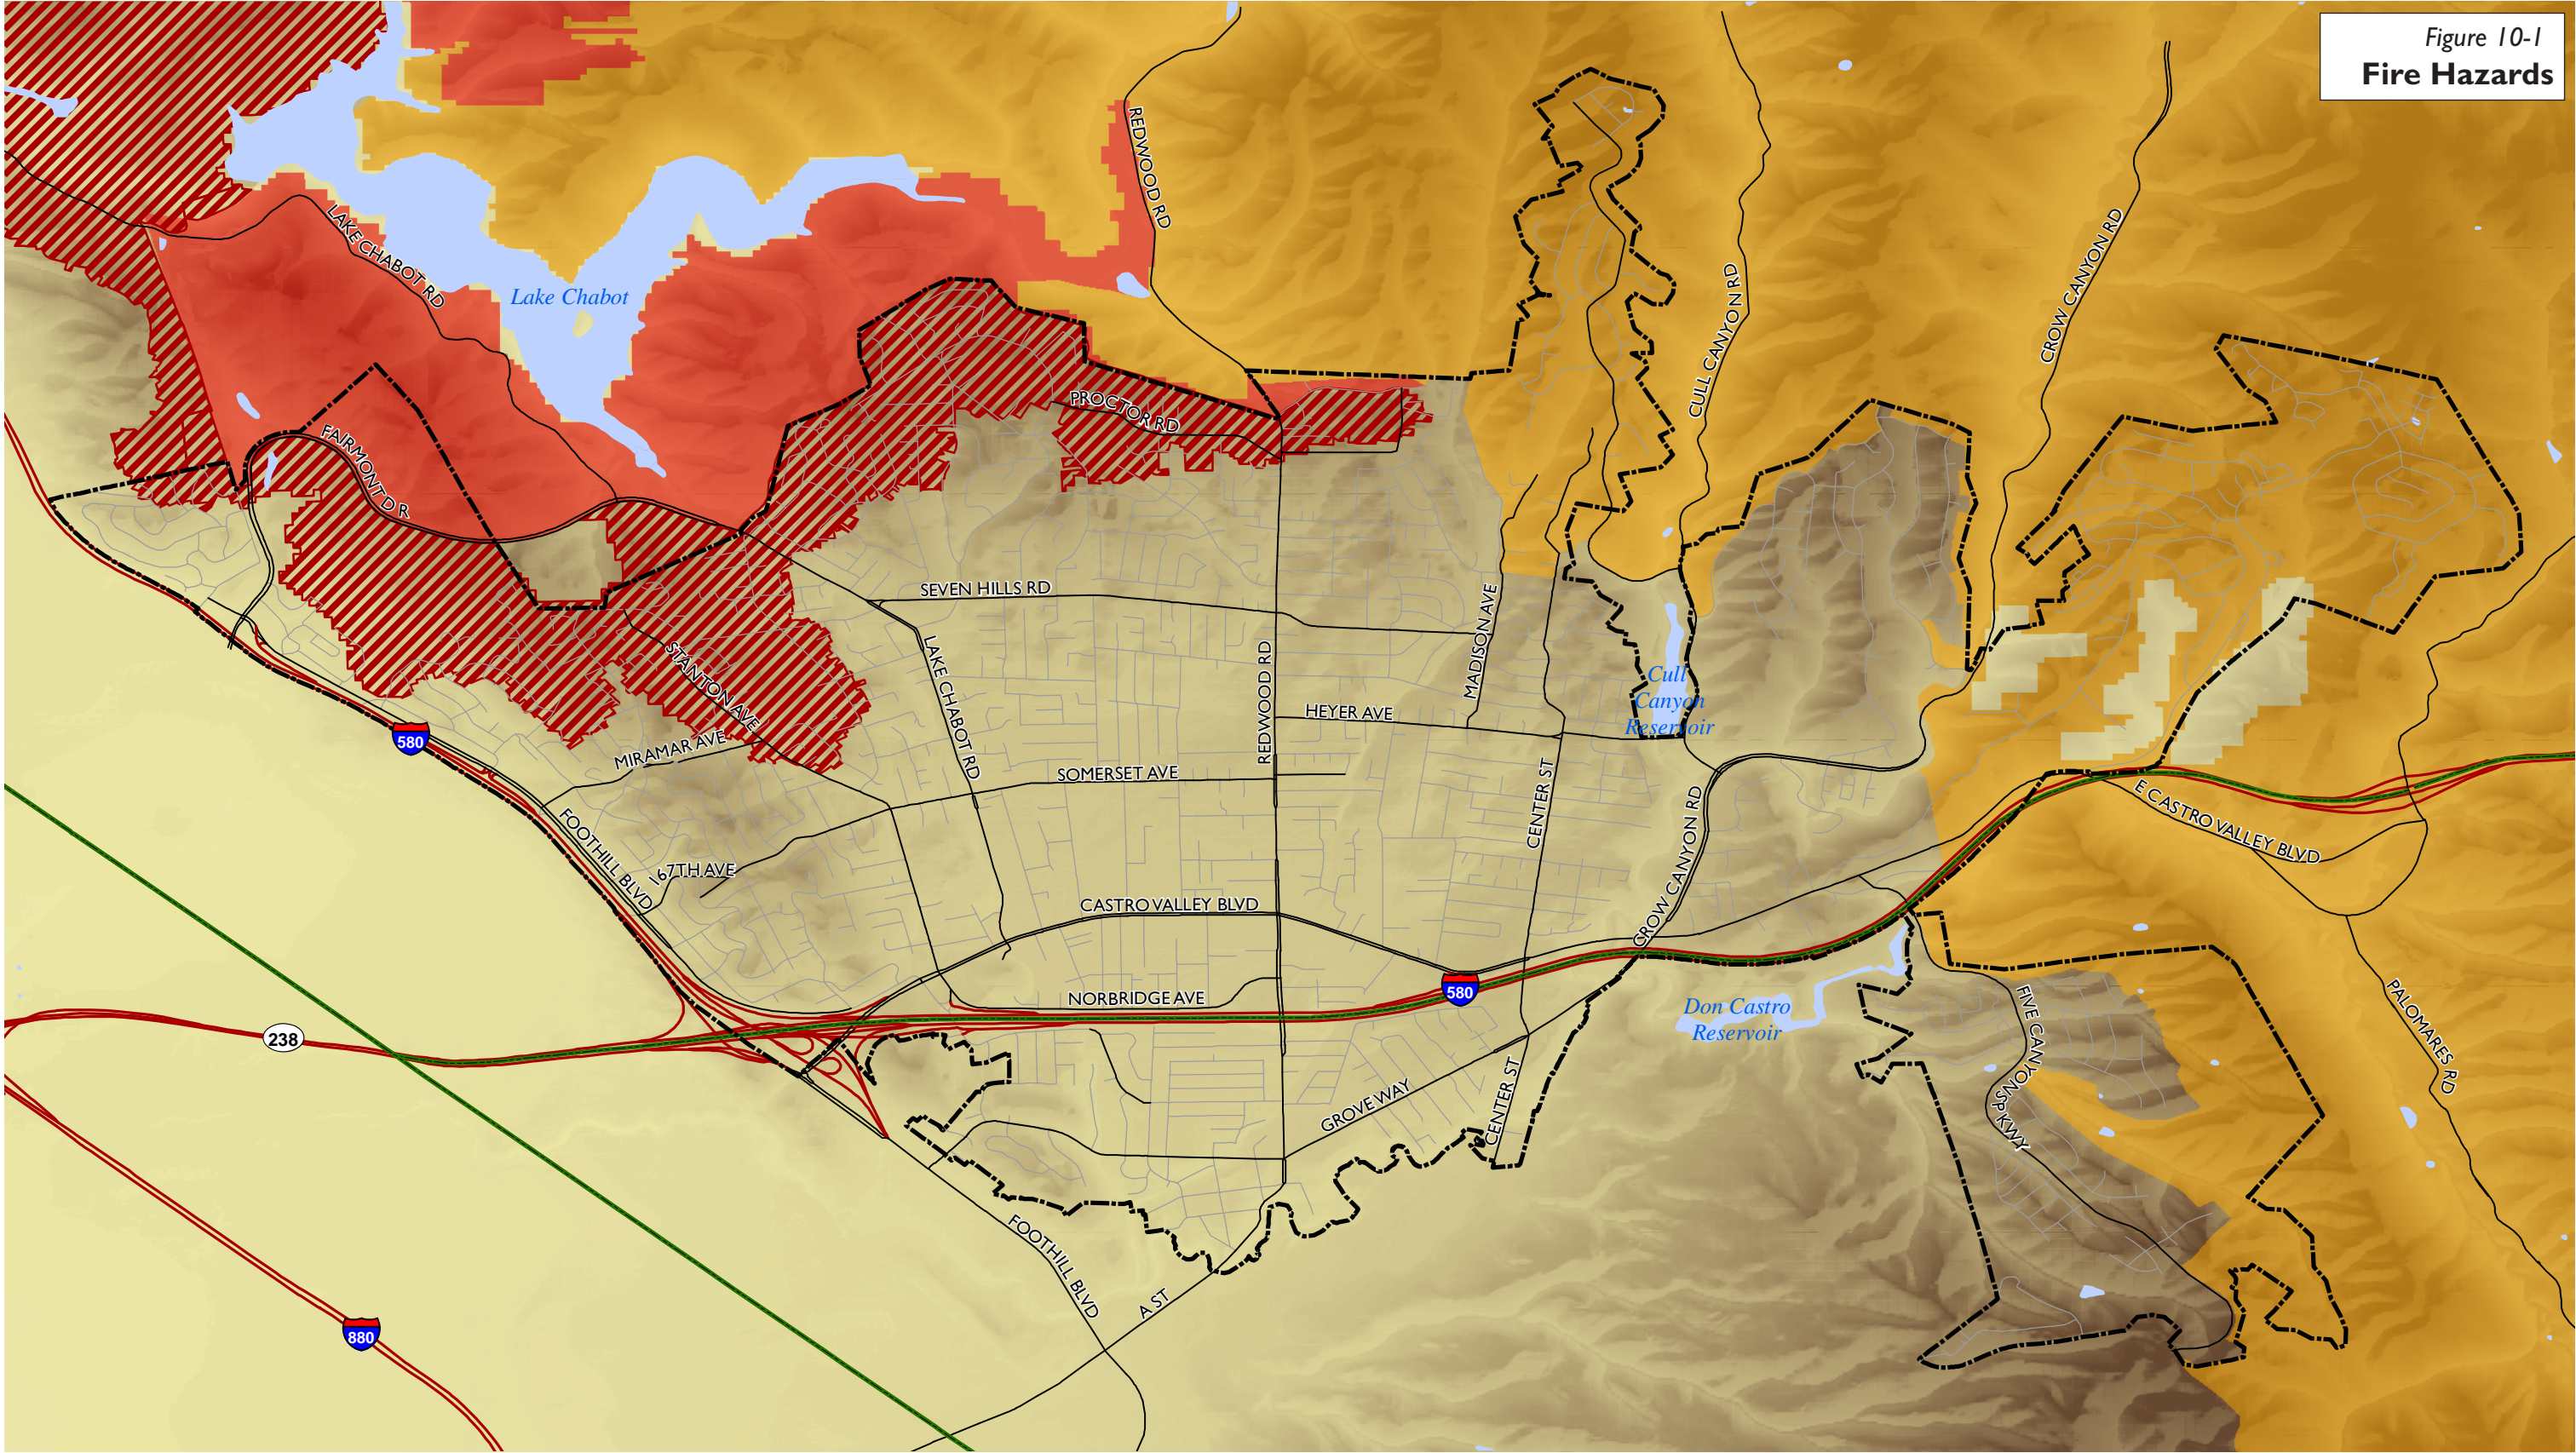 Figure 10-1
Fire Hazards
REDWOOD RD
LAKE CHABOT RD
Lake Chabot
CROW CANYON RD
CULL CANYON RD
PROCTOR RD
FAIRMONT DR
SEVEN HILLS RD
MADISON AVE
STANTON AVE
LAKE CHABOT RD
REDWOOD RD
Cull
Canyon
Reservoir
HEYER AVE
580
MIRAMAR AVE
SOMERSET AVE
CENTER ST
CROW CANYON RD
E CASTRO VALLEY BLVD
FOOTHILL BLVD
167TH AVE
CASTRO VALLEY BLVD
580
NORBRIDGE AVE
Don Castro
Reservoir
238
FIVE CANYONS PKWY
PALOMARES RD
GROVE WAY
CENTER ST
FOOTHILL BLVD
A ST
880